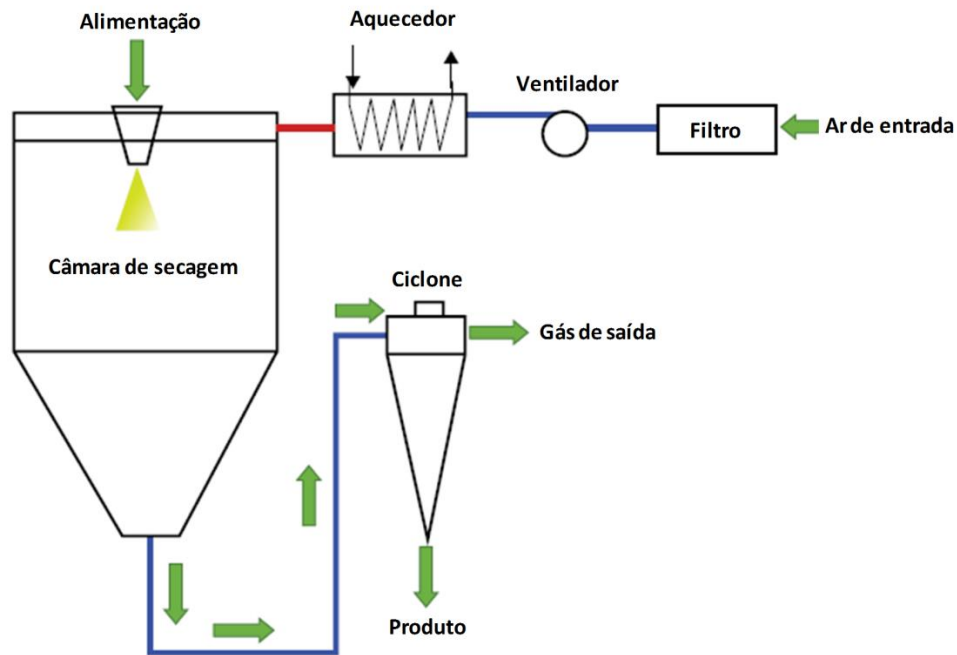 Alimentação
Aquecedor
Ventilador
Filtro
Ar de entrada
Câmara de secagem
Ciclone
Gás de saída
Produto